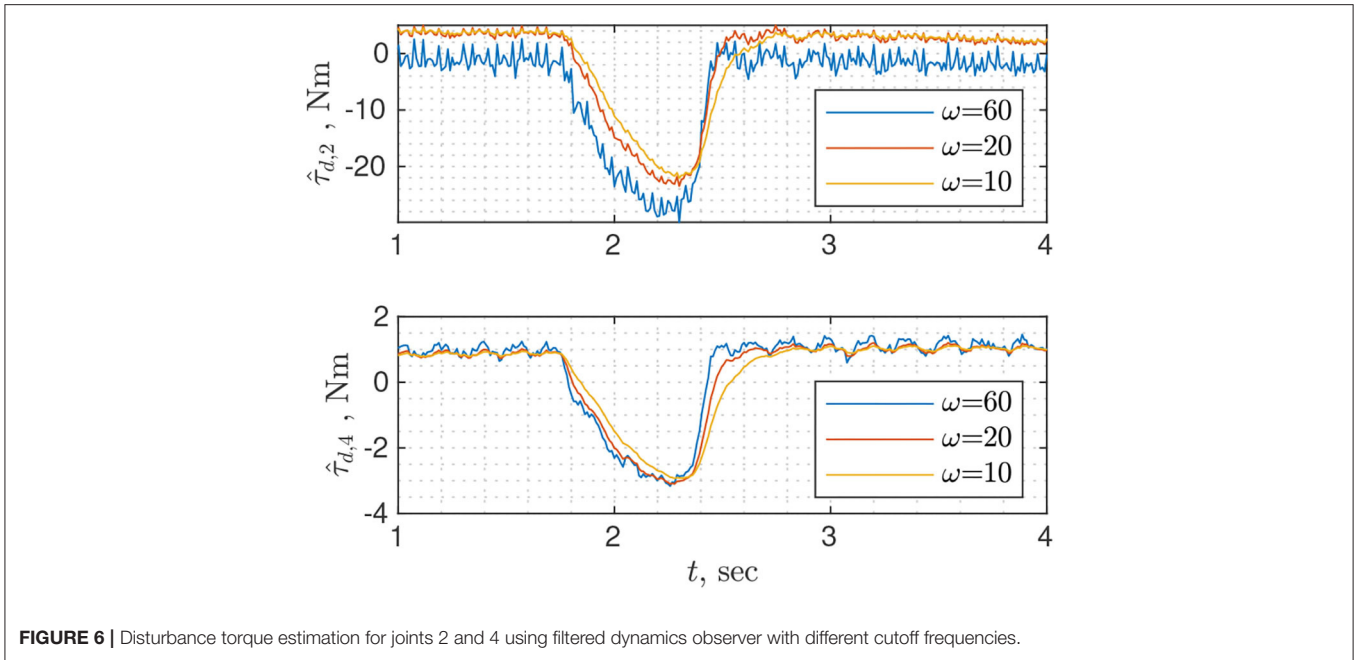 0
-10
-20
τ̂d,2 , Nm
ω=60
ω=20
ω=10
1 2 3 4
2
0
-2
-4
τ̂d,4 , Nm
ω=60
ω=20
ω=10
1 2 3 4
t, sec
FIGURE 6 | Disturbance torque estimation for joints 2 and 4 using filtered dynamics observer with different cutoff frequencies.